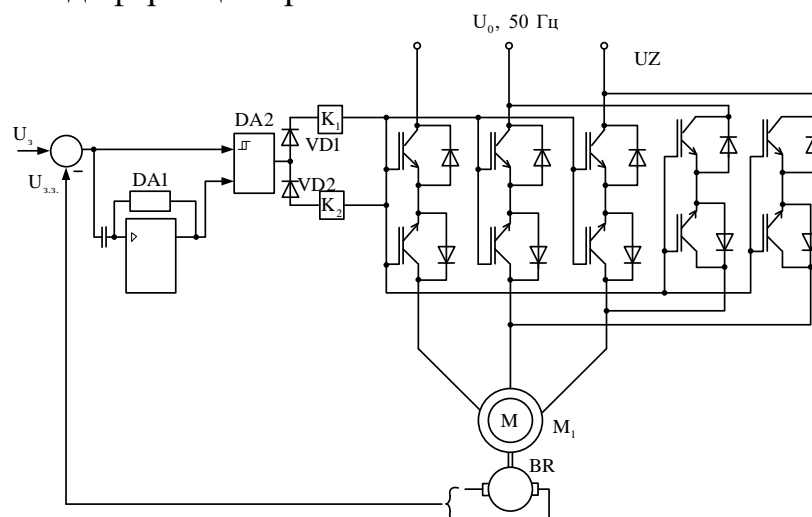 U₀, 50 Гц
UZ
DA2
K₁
U₃
VD1
DA1
VD2
U₃.₃.
K₂
M
M₁
BR